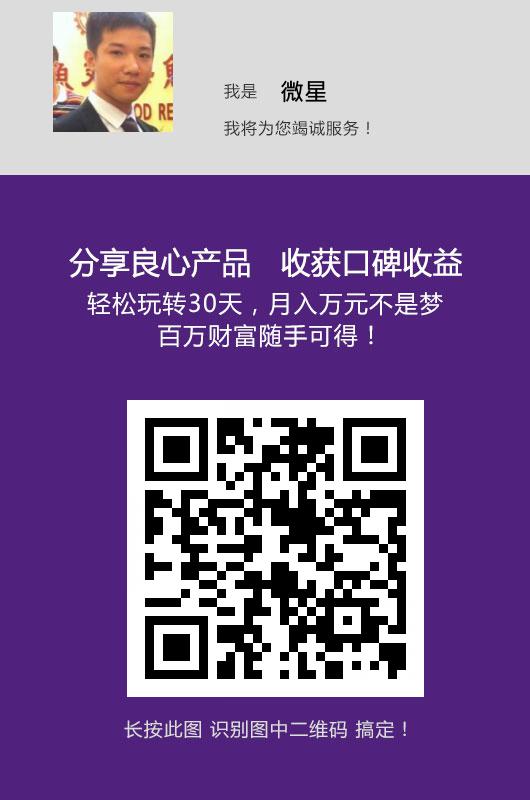 OD RE
我是 微星
我将为您竭诚服务！
分享良心产品 收获口碑收益
轻松玩转30天，月入万元不是梦
百万财富随手可得！
长按此图 识别图中二维码 搞定！